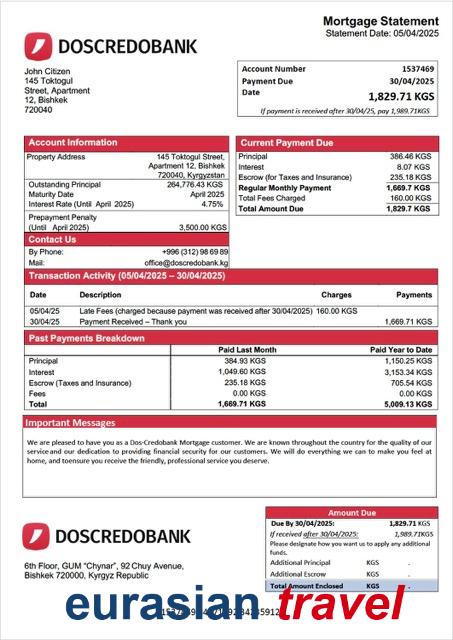 Mortgage Statement
Statement Date: 05/04/2025
DOSCREDOBANK
John Citizen
145 Toktogul
Street, Apartment
12, Bishkek
720040
Account Number 1537469
Payment Due 30/04/2025
Date
1,829.71 KGS
If payment is received after 30/04/25, pay 1,989.71KGS
Account Information
Property Address 145 Toktogul Street,
Apartment 12, Bishkek
720040, Kyrgyzstan
Outstanding Principal 264,776.43 KGS
Maturity Date April 2025
Interest Rate (Until April 2025) 4.75%
Prepayment Penalty
(Until April 2025) 3,500.00 KGS
Contact Us
By Phone: +996 (312) 98 69 89
Mail: office@doscredobank.kg
Current Payment Due
Principal 386.46 KGS
Interest 8.07 KGS
Escrow (for Taxes and Insurance) 235.18 KGS
Regular Monthly Payment 1,669.7 KGS
Total Fees Charged 160.00 KGS
Total Amount Due 1,829.7 KGS
Transaction Activity (05/04/2025 – 30/04/2025)
Date Description Charges Payments
05/04/25 Late Fees (charged because payment was received after 30/04/2025) 160.00 KGS
30/04/25 Payment Received – Thank you 1,669.71 KGS
Past Payments Breakdown
Paid Last Month Paid Year to Date
Principal 384.93 KGS 1,150.25 KGS
Interest 1,049.60 KGS 3,153.34 KGS
Escrow (Taxes and Insurance) 235.18 KGS 705.54 KGS
Fees 0.00 KGS 0.00 KGS
Total 1,669.71 KGS 5,009.13 KGS
Important Messages
We are pleased to have you as a Dos-Credobank Mortgage customer. We are known throughout the country for the quality of our
service and our dedication to providing financial security for our customers. We will do everything we can to make you feel at
home, and toensure you receive the friendly, professional service you deserve.
DOSCREDOBANK
6th Floor, GUM "Chynar", 92 Chuy Avenue,
Bishkek 720000, Kyrgyz Republic
Amount Due
Due By 30/04/2025: 1,829.71 KGS
If received after 30/04/2025: 1,989.71KGS
Please designate how you want us to apply any additional
funds.
Additional Principal KGS .
Additional Escrow KGS .
Total Amount Enclosed KGS .
eurasian travel